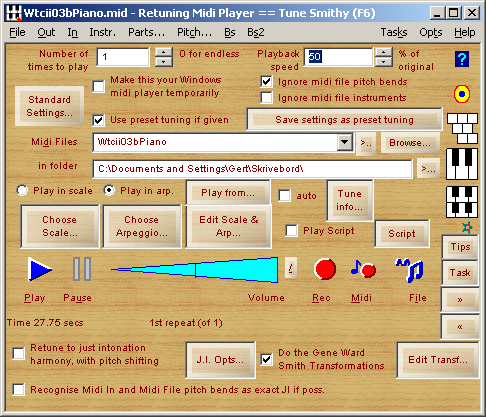 Wtcii03bPiano.mid - Retuning Midi Player == Tune Smithy (F6)
File Out In Instr. Parts... Pitch... Bs Us Tasks Opts Help
Number of times to play 1 0 for endless Playback speed 50 % of original
Make this your Windows midi player temporarily
Ignore midi file pitch bends
Ignore midi file instruments
Standard Settings...
Use preset tuning if given Save settings as preset tuning
Midi Files Wtcii03bPiano >.. Browse...
in folder C:\Documents and Settings\Gert\Skrivebord\ >...
Play in scale Play in arp. Play from... auto Tune info...
Choose Scale... Choose Arpeggio... Edit Scale & Arp... Play Script Script
Tips
Task
»
«
Play Pause Volume / Rec Midi File
Time 27.75 secs 1st repeat (of 1)
Retune to just intonation harmony, with pitch shifting J.I. Opts... Do the Gene Ward Smith Transformations Edit Transf...
Recognise Midi In and Midi File pitch bends as exact JI if poss.